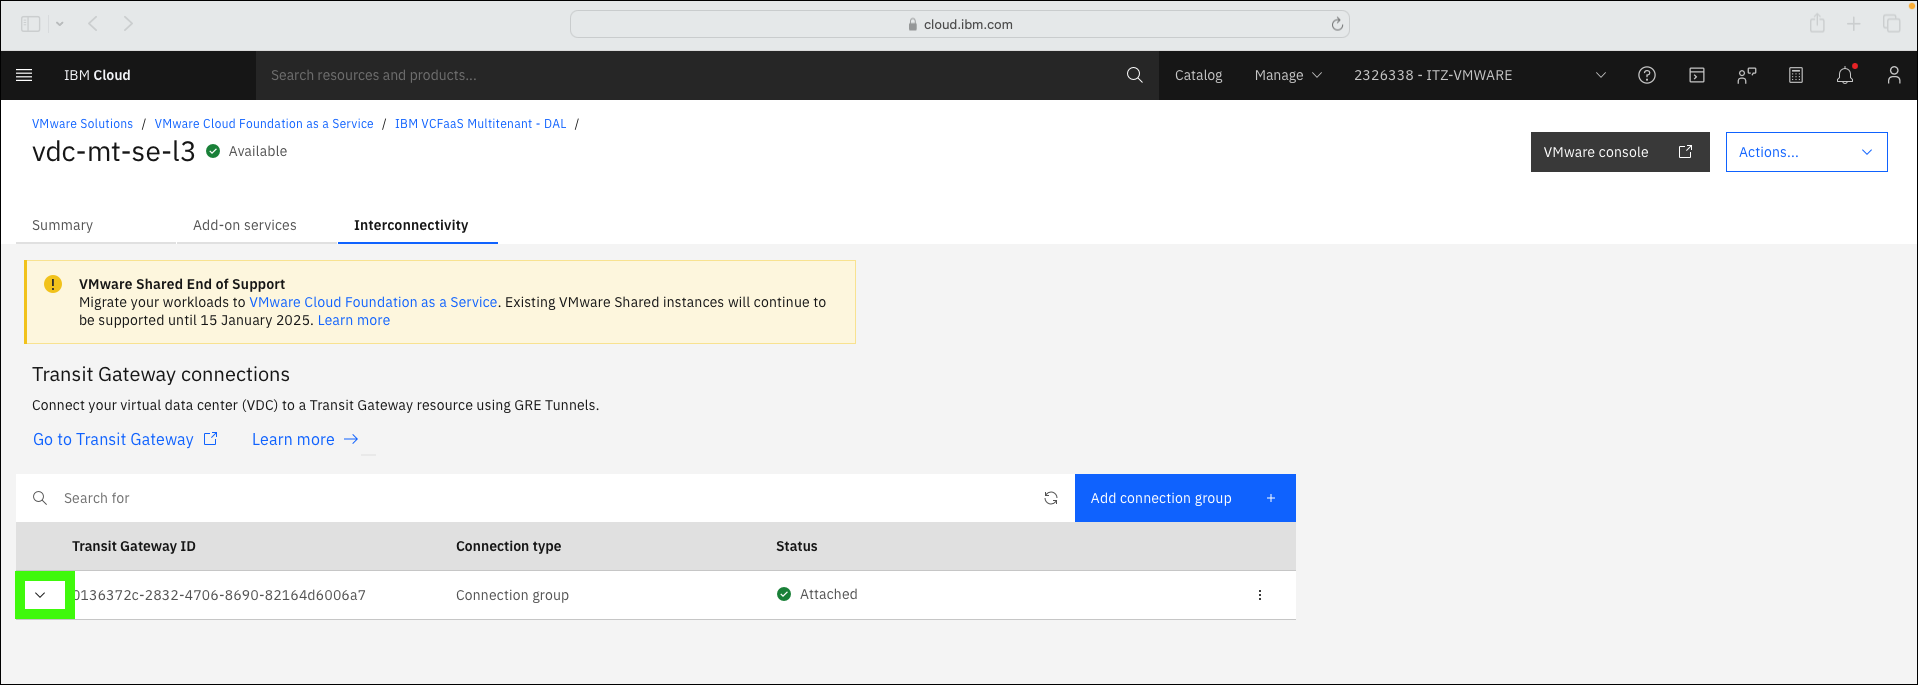 cloud.ibm.com
IBM Cloud
Search resources and products...
Catalog
Manage
2326338 - ITZ-VMWARE
VMware Solutions / VMware Cloud Foundation as a Service / IBM VCFaaS Multitenant - DAL /
vdc-mt-se-l3
Available
VMware console
Actions...
Summary
Add-on services
Interconnectivity
VMware Shared End of Support
Migrate your workloads to VMware Cloud Foundation as a Service. Existing VMware Shared instances will continue to
be supported until 15 January 2025. Learn more
Transit Gateway connections
Connect your virtual data center (VDC) to a Transit Gateway resource using GRE Tunnels.
Go to Transit Gateway
Learn more
Search for
Add connection group +
Transit Gateway ID
Connection type
Status
0136372c-2832-4706-8690-82164d6006a7
Connection group
Attached